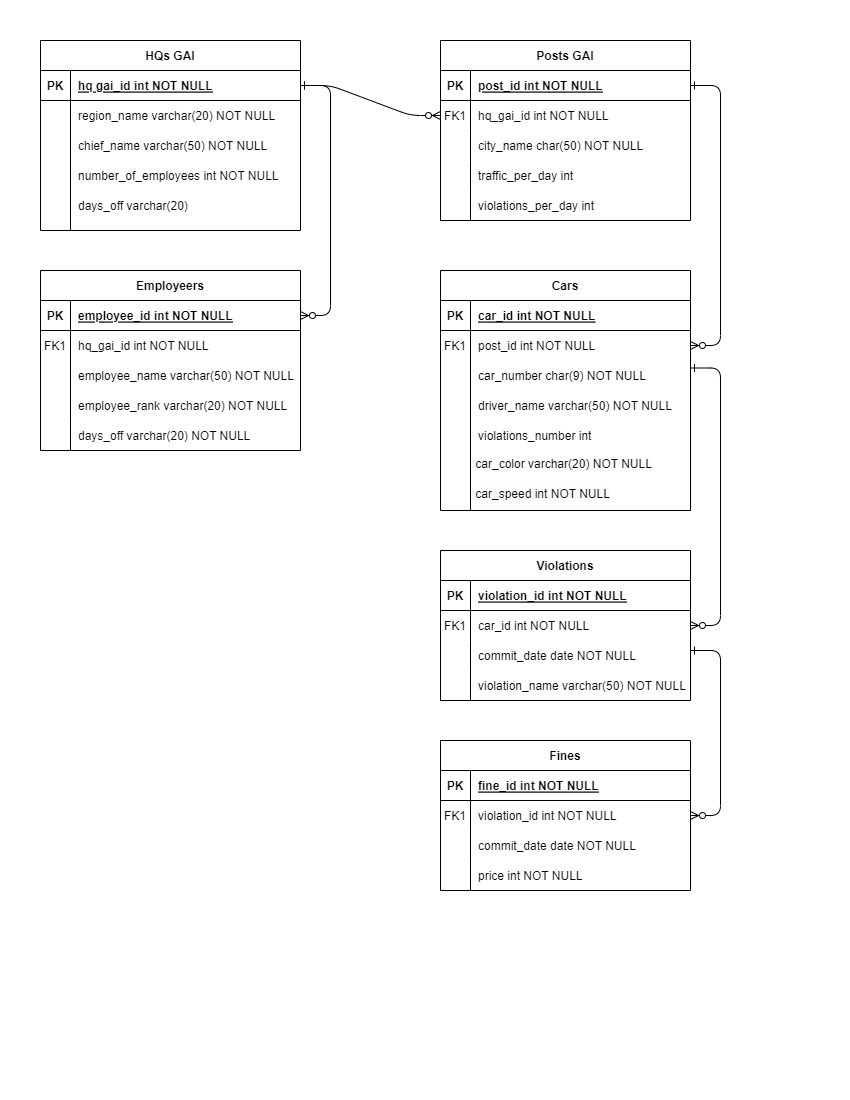 HQs GAI
PK hq_gai_id int NOT NULL
region_name varchar(20) NOT NULL
chief_name varchar(50) NOT NULL
number_of_employees int NOT NULL
days_off varchar(20)
Employeers
PK employee_id int NOT NULL
FK1 hq_gai_id int NOT NULL
employee_name varchar(50) NOT NULL
employee_rank varchar(20) NOT NULL
days_off varchar(20) NOT NULL
Posts GAI
PK post_id int NOT NULL
FK1 hq_gai_id int NOT NULL
city_name char(50) NOT NULL
traffic_per_day int
violations_per_day int
Cars
PK car_id int NOT NULL
FK1 post_id int NOT NULL
car_number char(9) NOT NULL
driver_name varchar(50) NOT NULL
violations_number int
car_color varchar(20) NOT NULL
car_speed int NOT NULL
Violations
PK violation_id int NOT NULL
FK1 car_id int NOT NULL
commit_date date NOT NULL
violation_name varchar(50) NOT NULL
Fines
PK fine_id int NOT NULL
FK1 violation_id int NOT NULL
commit_date date NOT NULL
price int NOT NULL